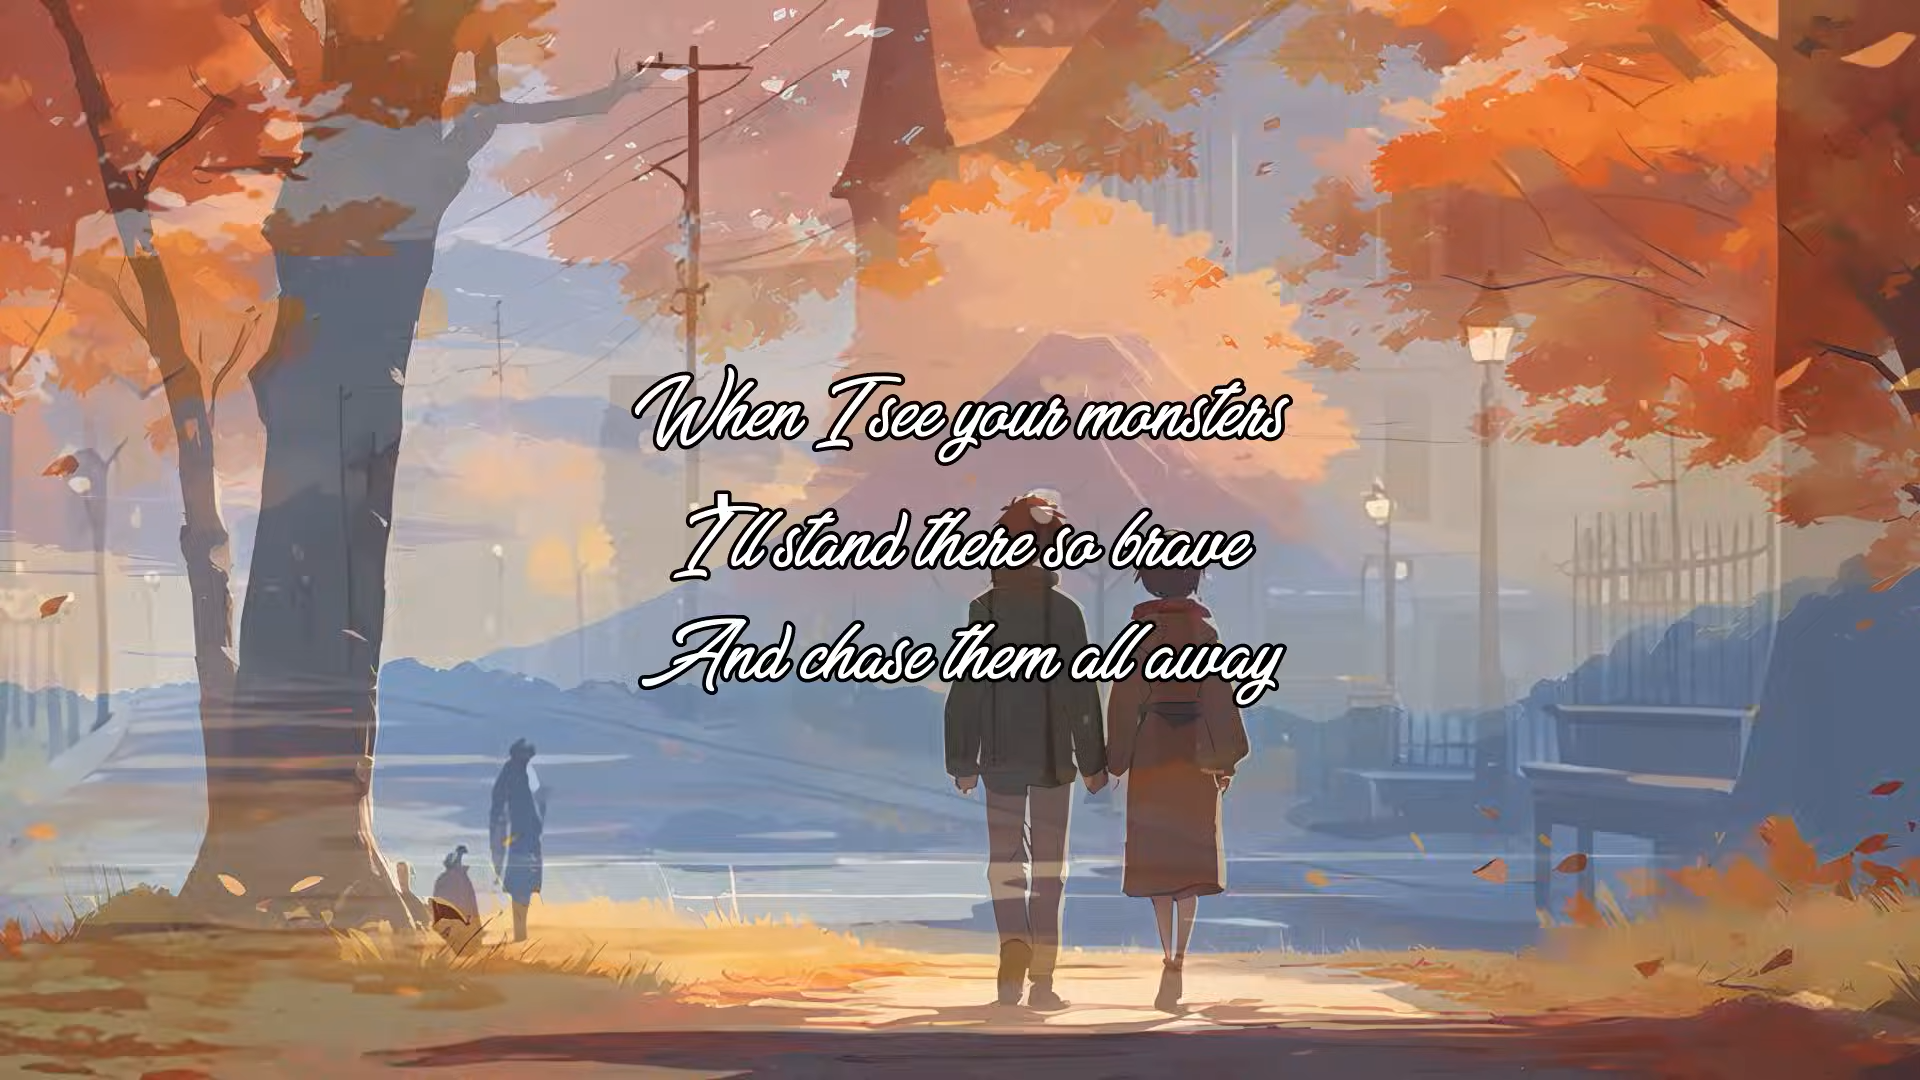 When I see your monsters
I'll stand there so brave
And chase them all away